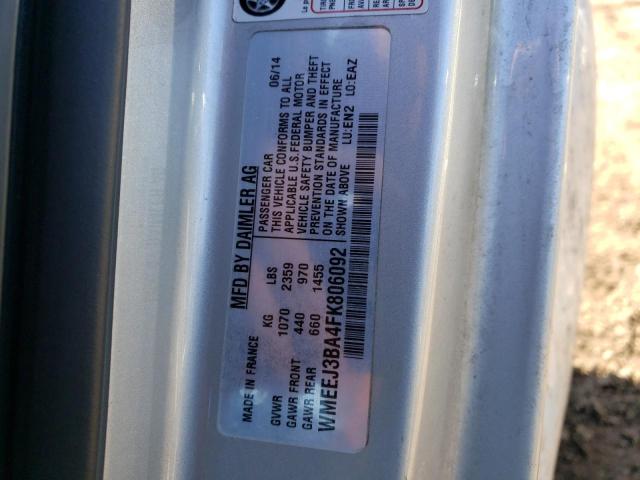 MFD BY DAIMLER AG
MADE IN FRANCE
PASSENGER CAR 06/14
THIS VEHICLE CONFORMS TO ALL
APPLICABLE U.S. FEDERAL MOTOR
VEHICLE SAFETY BUMPER AND THEFT
PREVENTION STANDARDS IN EFFECT
ON THE DATE OF MANUFACTURE
SHOWN ABOVE LU:EN2 LO:EAZ
KG LBS
GVWR 1070 2359
GAWR FRONT 440 970
GAWR REAR 660 1455
WMEEJ3BA4FK806092